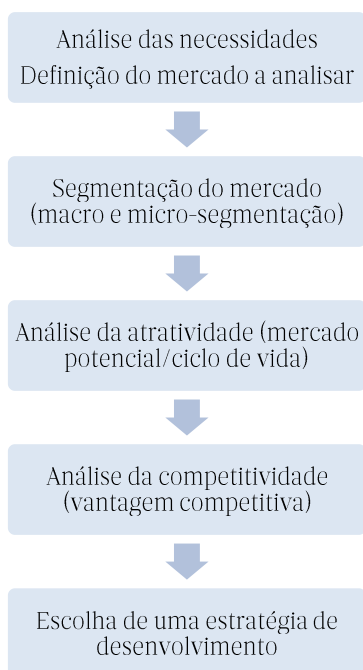 Análise das necessidades
Definição do mercado a analisar
Segmentação do mercado
(macro e micro-segmentação)
Análise da atratividade (mercado
potencial/ciclo de vida)
Análise da competitividade
(vantagem competitiva)
Escolha de uma estratégia de
desenvolvimento